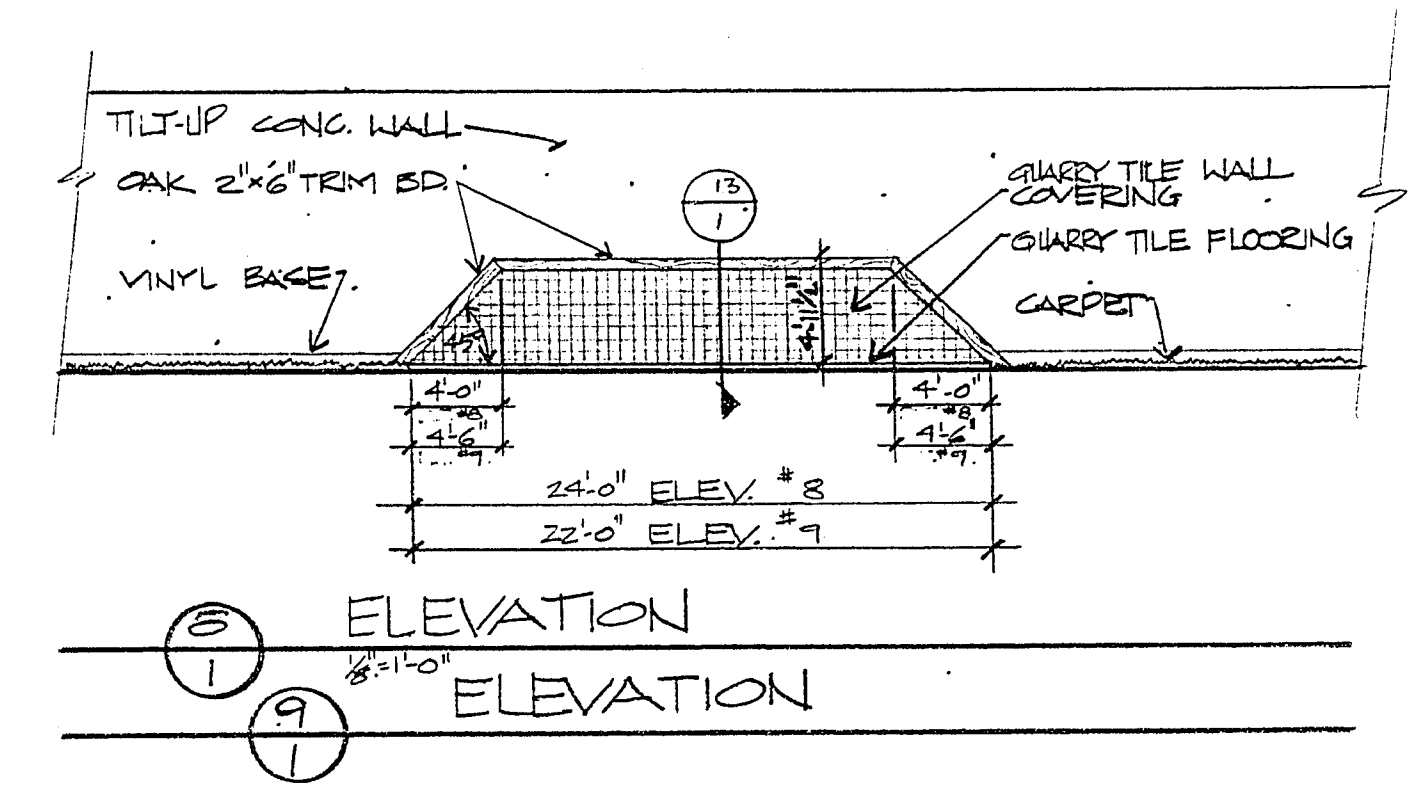 TILT-UP CONC. WALL
OAK 2"x6" TRIM BD.
VINYL BASE
13
1
QUARRY TILE WALL
COVERING
QUARRY TILE FLOORING
CARPET
45°
4'-11½"
4'-0"
#8
4'-6"
#9
4'-0"
#8
4'-6"
#9
24'-0" ELEV. #8
22'-0" ELEV. #9
8
1
ELEVATION
1/8"=1'-0"
9
1
ELEVATION